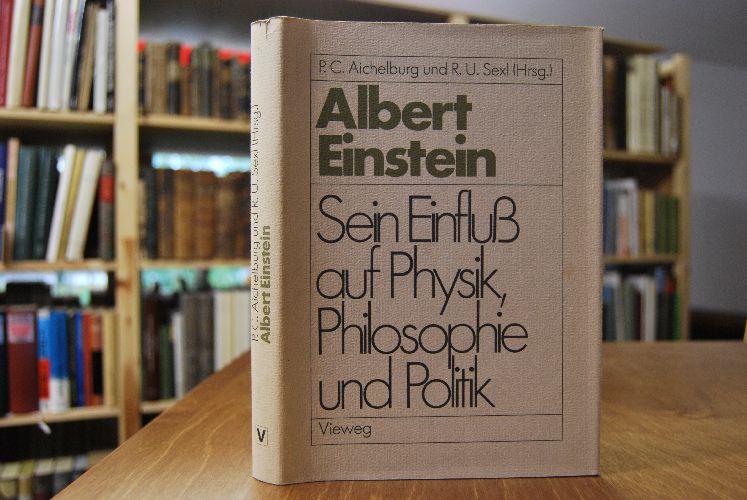 P. C. Aichelburg und R. U. Sexl (Hrsg.)
Albert
Einstein
Sein Einfluß
auf Physik,
Philosophie
und Politik
Vieweg
P. C. Aichelburg und R. U. Sexl (Hrsg.)
Albert Einstein
V